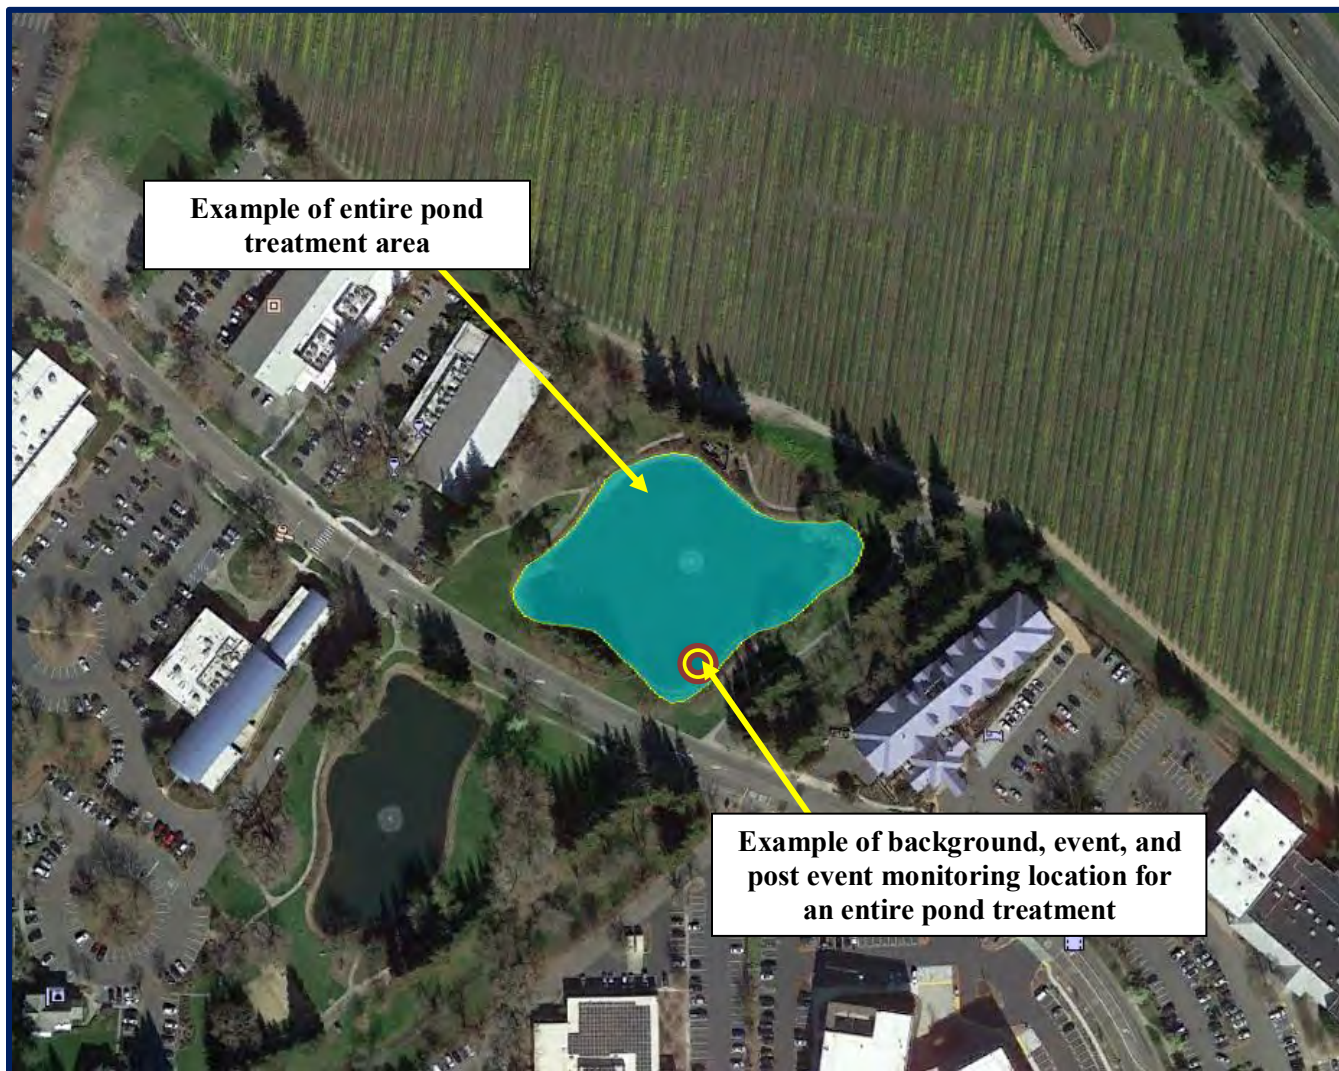 Example of entire pond
treatment area
Example of background, event, and
post event monitoring location for
an entire pond treatment